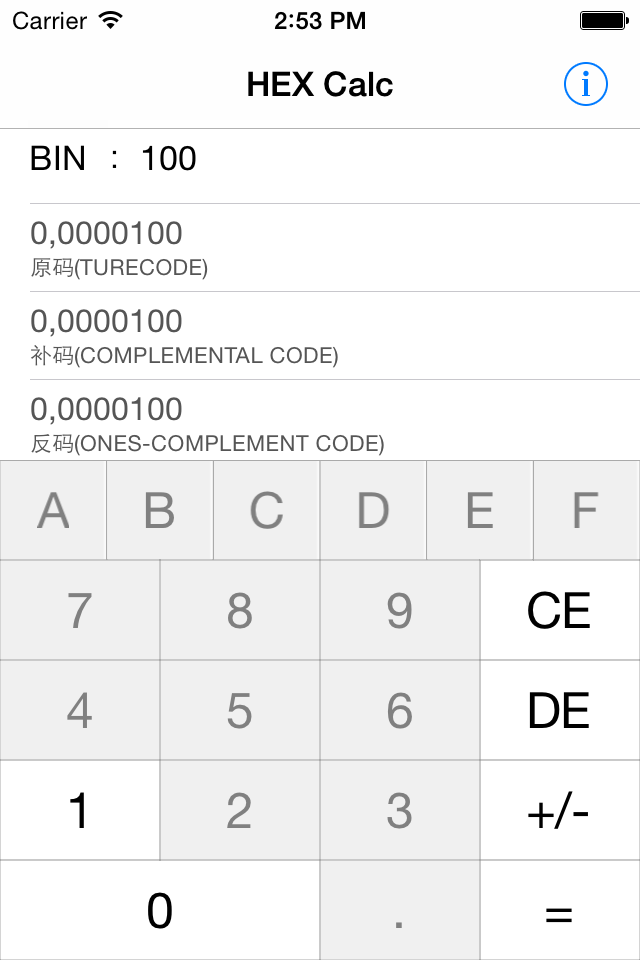 Carrier 2:53 PM
HEX Calc i
BIN : 100
0,0000100
原码(TURECODE)
0,0000100
补码(COMPLEMENTAL CODE)
0,0000100
反码(ONES-COMPLEMENT CODE)
A B C D E F
7 8 9 CE
4 5 6 DE
1 2 3 +/-
0 . =